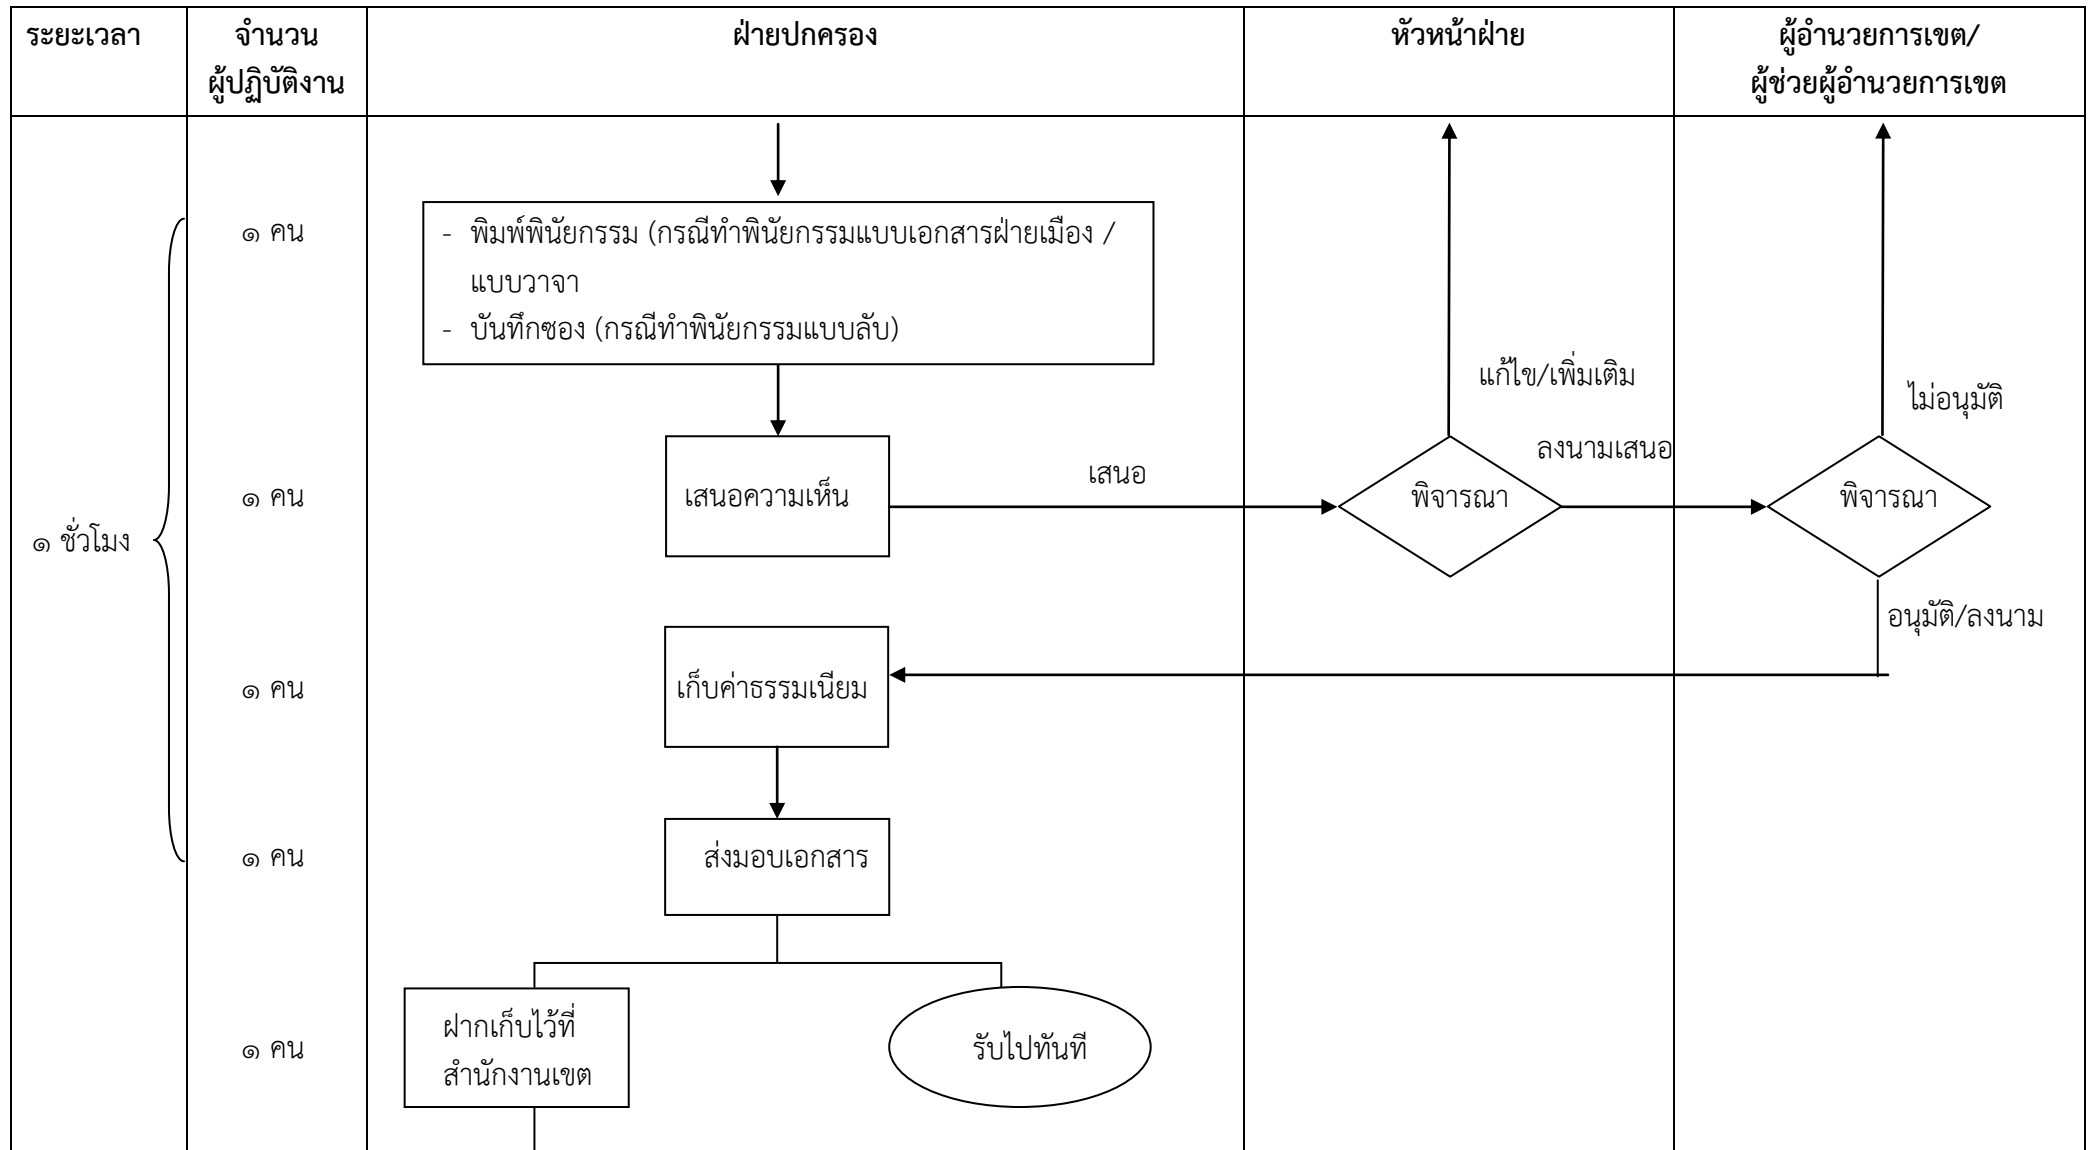 ระยะเวลา
จำนวน
ผู้ปฏิบัติงาน
ฝ่ายปกครอง
หัวหน้าฝ่าย
ผู้อำนวยการเขต/
ผู้ช่วยผู้อำนวยการเขต
๑ คน
- พิมพ์พินัยกรรม (กรณีทำพินัยกรรมแบบเอกสารฝ่ายเมือง /
แบบวาจา
- บันทึกซอง (กรณีทำพินัยกรรมแบบลับ)
แก้ไข/เพิ่มเติม
ไม่อนุมัติ
๑ ชั่วโมง
๑ คน
เสนอความเห็น
เสนอ
พิจารณา
ลงนามเสนอ
พิจารณา
อนุมัติ/ลงนาม
๑ คน
เก็บค่าธรรมเนียม
๑ คน
ส่งมอบเอกสาร
๑ คน
ฝากเก็บไว้ที่
สำนักงานเขต
รับไปทันที